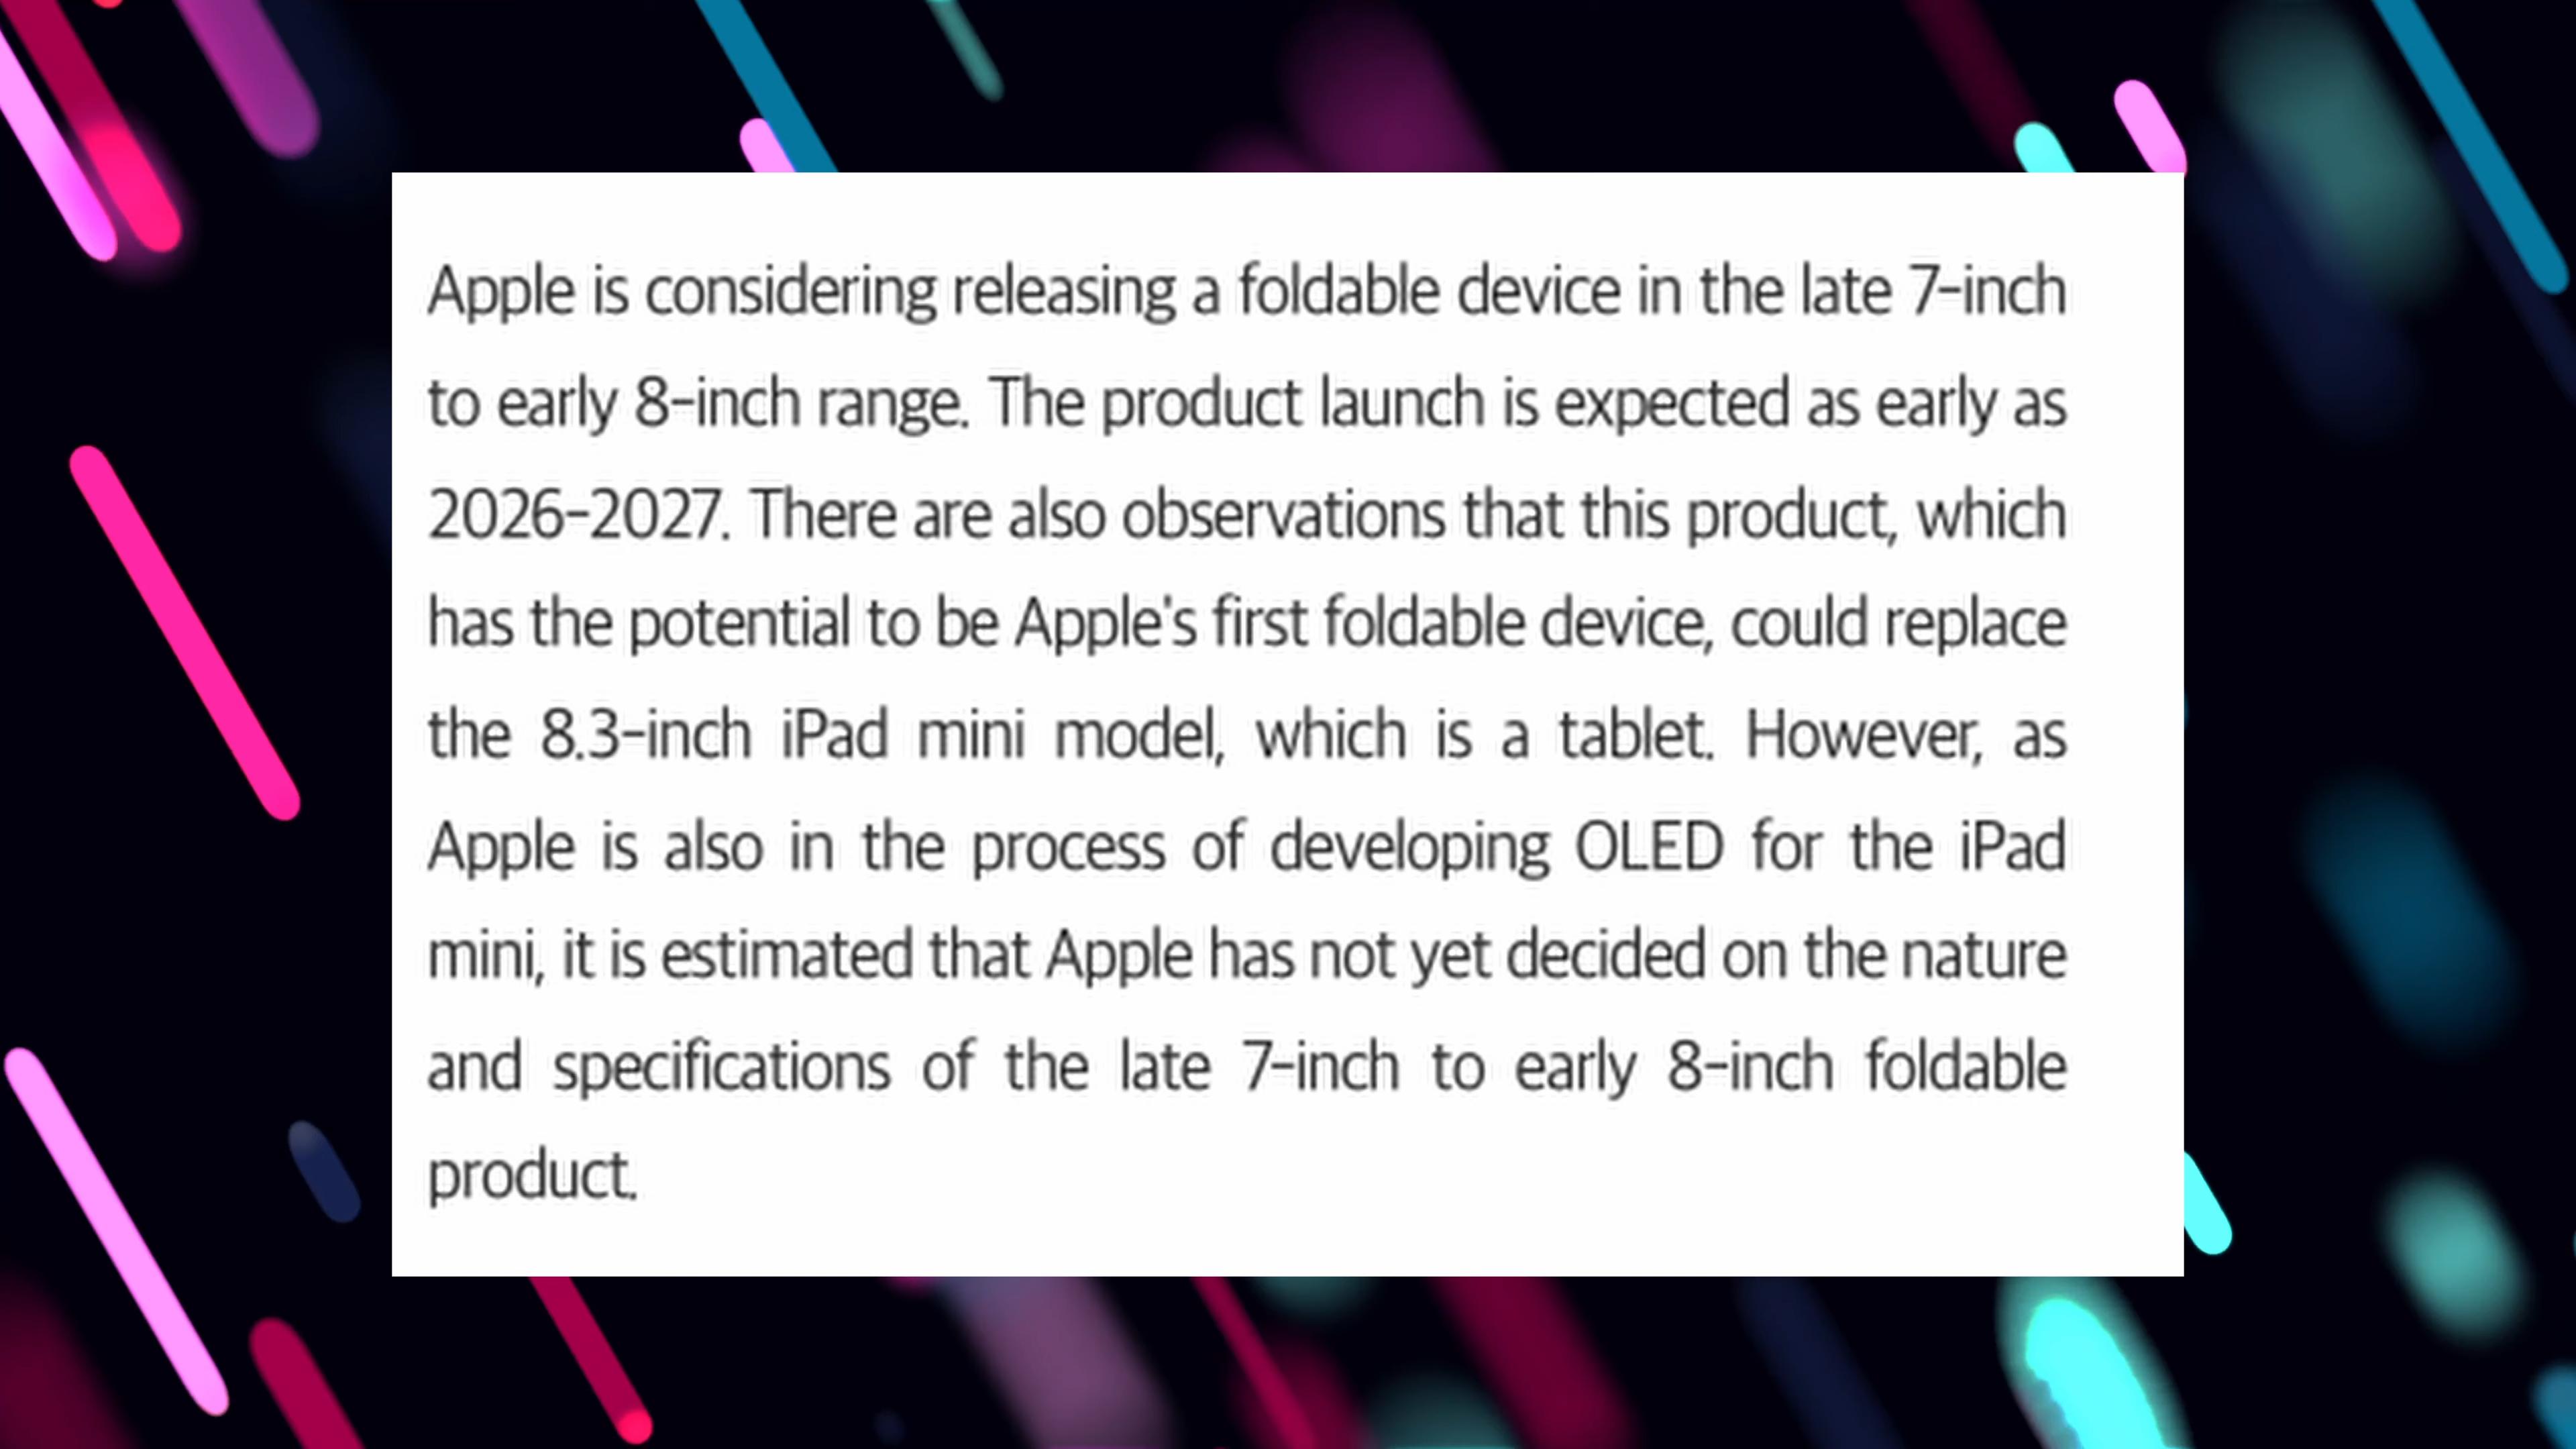 Apple is considering releasing a foldable device in the late 7-inch
to early 8-inch range. The product launch is expected as early as
2026-2027. There are also observations that this product, which
has the potential to be Apple's first foldable device, could replace
the 8.3-inch iPad mini model, which is a tablet. However, as
Apple is also in the process of developing OLED for the iPad
mini, it is estimated that Apple has not yet decided on the nature
and specifications of the late 7-inch to early 8-inch foldable
product.